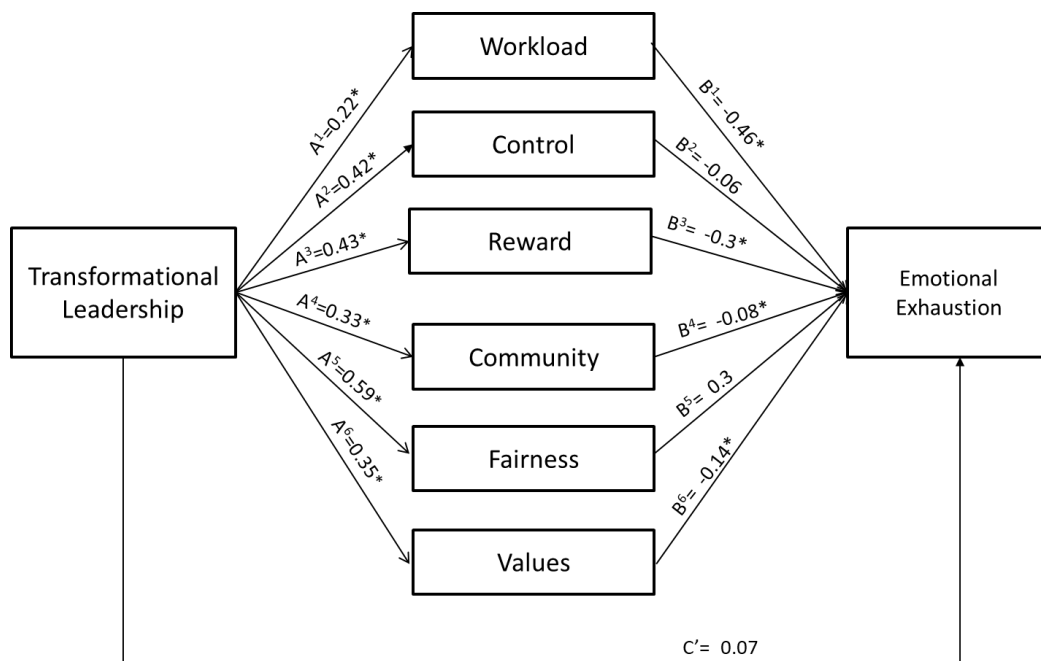 Workload
A¹=0.22*
B¹= -0.46*
Control
A²=0.42*
B²= -0.06
Reward
A³=0.43*
B³= -0.3*
Transformational
Leadership
Emotional
Exhaustion
A⁴=0.33*
Community
B⁴= -0.08*
A⁵=0.59*
Fairness
B⁵= 0.3
A⁶=0.35*
Values
B⁶= -0.14*
C’= 0.07